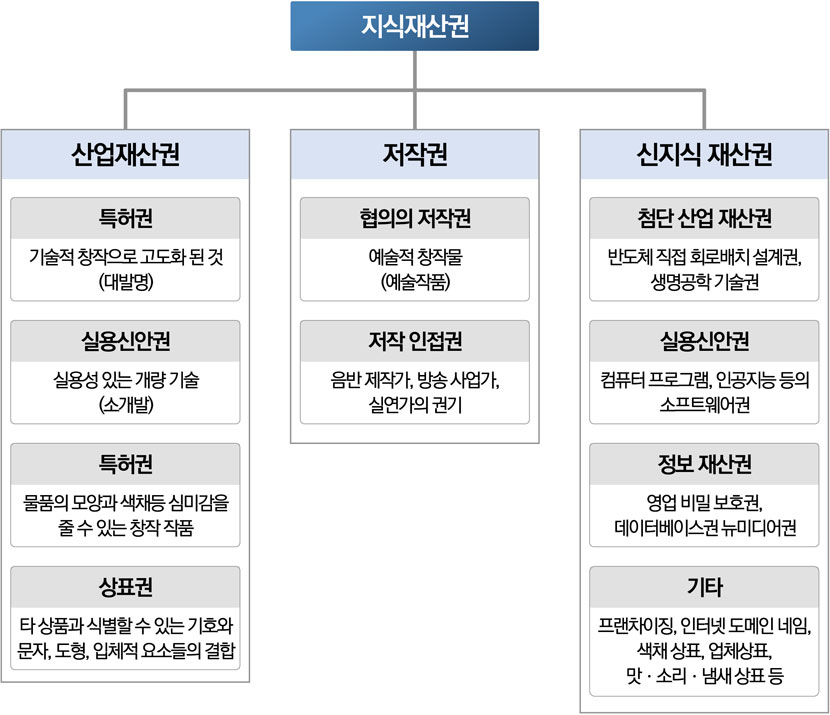 지식재산권
산업재산권
특허권
기술적 창작으로 고도화 된 것
(대발명)
실용신안권
실용성 있는 개량 기술
(소개발)
특허권
물품의 모양과 색채등 심미감을
줄 수 있는 창작 작품
상표권
타 상품과 식별할 수 있는 기호와
문자, 도형, 입체적 요소들의 결합
저작권
협의의 저작권
예술적 창작물
(예술작품)
저작 인접권
음반 제작가, 방송 사업가,
실연가의 권기
신지식 재산권
첨단 산업 재산권
반도체 직접 회로배치 설계권,
생명공학 기술권
실용신안권
컴퓨터 프로그램, 인공지능 등의
소프트웨어권
정보 재산권
영업 비밀 보호권,
데이터베이스권 뉴미디어권
기타
프랜차이징, 인터넷 도메인 네임,
색채 상표, 업체상표,
맛 · 소리 · 냄새 상표 등